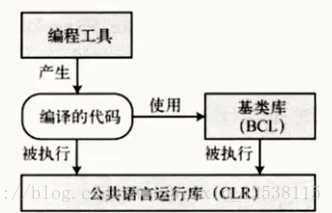 编程工具
产生
编译的代码
使用
基类库
(BCL)
被执行
被执行
公共语言运行库（CLR）